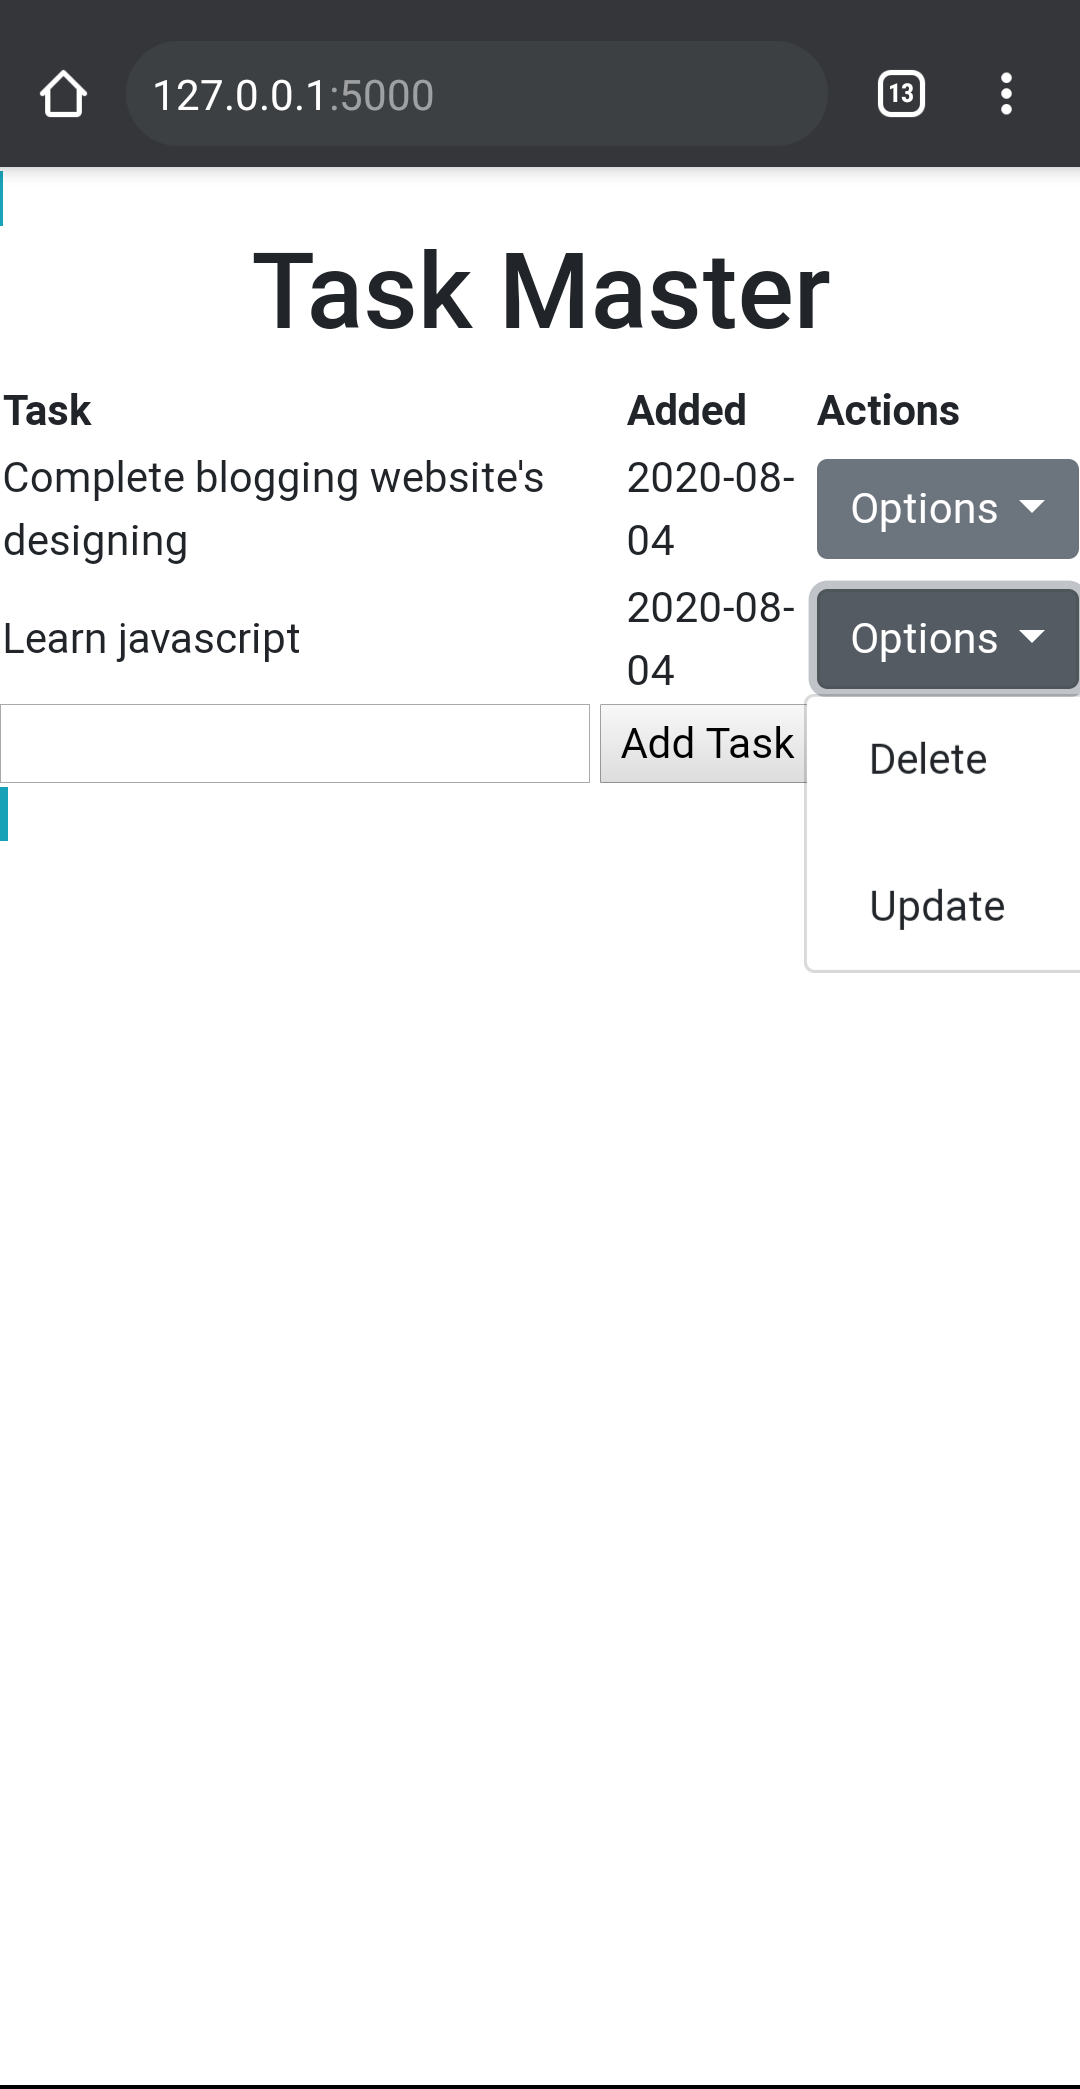 127.0.0.1:5000
13
Task Master
Task Added Actions
Complete blogging website's
designing
2020-08-
04
Options
Learn javascript
2020-08-
04
Options
Add Task
Delete
Update